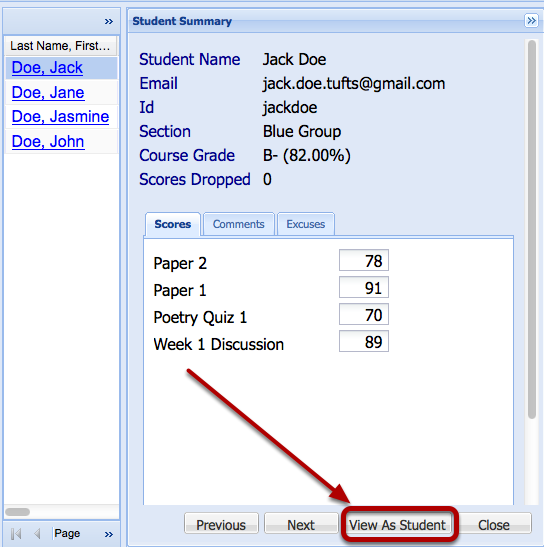 »
Last Name, First...
Doe, Jack
Doe, Jane
Doe, Jasmine
Doe, John
Page »
Student Summary »
Student Name Jack Doe
Email jack.doe.tufts@gmail.com
Id jackdoe
Section Blue Group
Course Grade B- (82.00%)
Scores Dropped 0
Scores Comments Excuses
Paper 2 78
Paper 1 91
Poetry Quiz 1 70
Week 1 Discussion 89
Previous Next View As Student Close